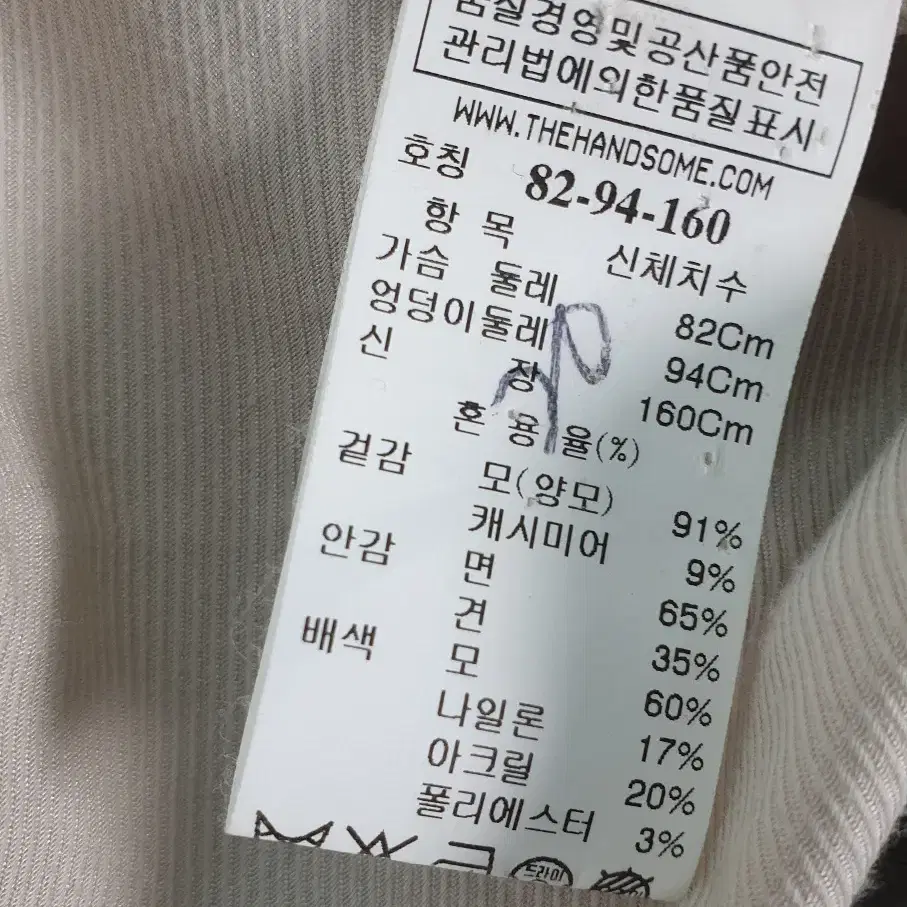 품질경영및공산품안전
관리법에의한품질표시
WWW.THEHANDSOME.COM
호칭 82-94-160
항 목 신체치수
가슴 둘레 82Cm
엉덩이둘레 94Cm
신 장 160Cm
혼 용 율(%)
겉감 모(양모) 91%
캐시미어 9%
안감 면 65%
견 35%
배색 모 60%
나일론 17%
아크릴 20%
폴리에스터 3%
드라이